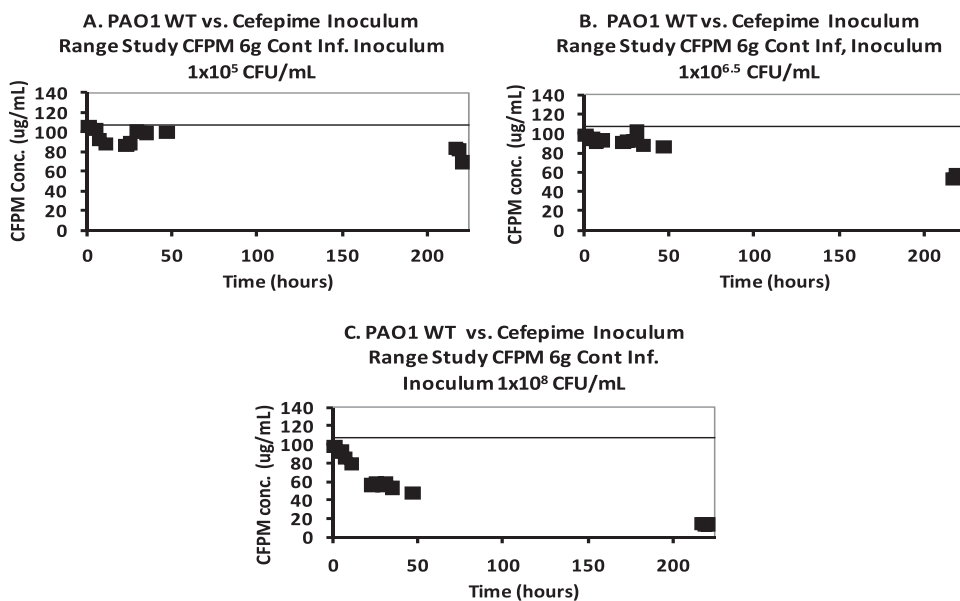 A. PAO1 WT vs. Cefepime Inoculum
Range Study CFPM 6g Cont Inf. Inoculum
1x10⁵ CFU/mL
CFPM Conc. (ug/mL)
140
120
100
80
60
40
20
0
0 50 100 150 200
Time (hours)
B. PAO1 WT vs. Cefepime Inoculum
Range Study CFPM 6g Cont Inf, Inoculum
1x10⁶·⁵ CFU/mL
CFPM conc. (ug/mL)
140
120
100
80
60
40
20
0
0 50 100 150 200
Time (hours)
C. PAO1 WT vs. Cefepime Inoculum
Range Study CFPM 6g Cont Inf.
Inoculum 1x10⁸ CFU/mL
CFPM conc. (ug/mL)
140
120
100
80
60
40
20
0
0 50 100 150 200
Time (hours)